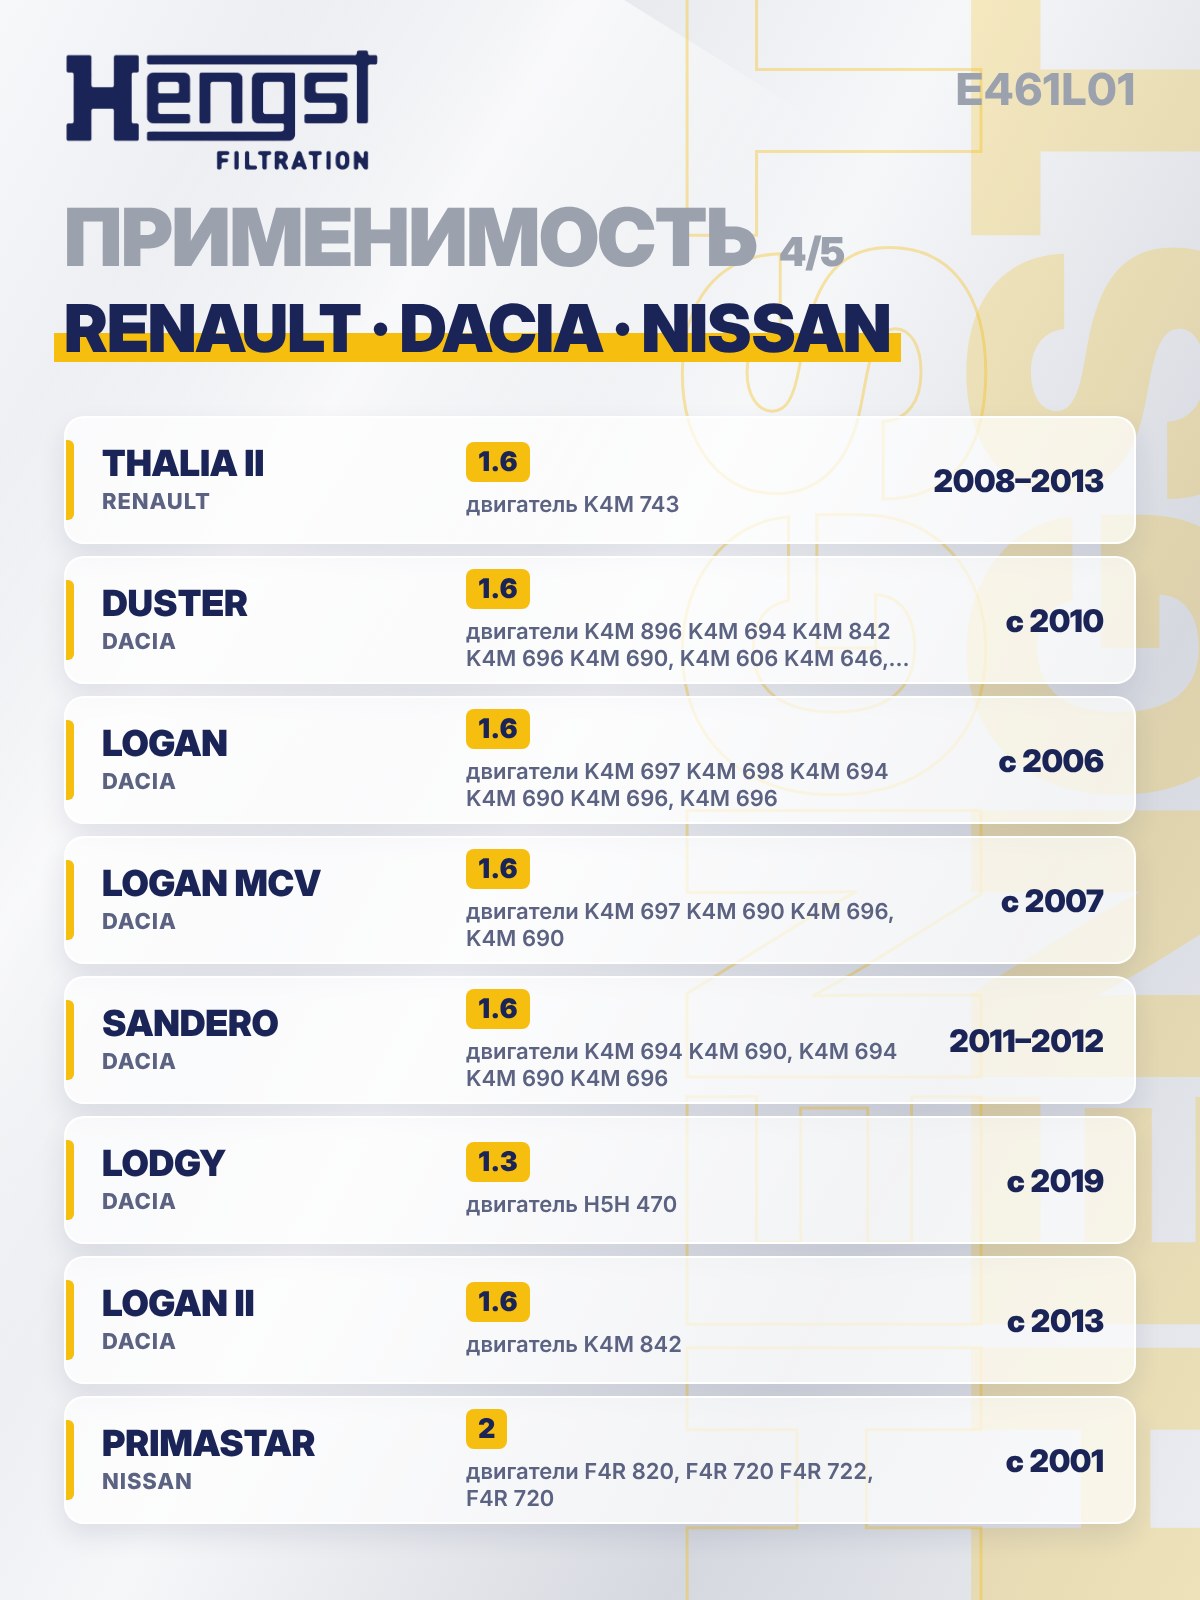 Hengst
FILTRATION
E461L01
ПРИМЕНИМОСТЬ 4/5
RENAULT · DACIA · NISSAN
THALIA II
RENAULT
1.6
двигатель K4M 743
2008–2013
DUSTER
DACIA
1.6
двигатели K4M 896 K4M 694 K4M 842
K4M 696 K4M 690, K4M 606 K4M 646,...
с 2010
LOGAN
DACIA
1.6
двигатели K4M 697 K4M 698 K4M 694
K4M 690 K4M 696, K4M 696
с 2006
LOGAN MCV
DACIA
1.6
двигатели K4M 697 K4M 690 K4M 696,
K4M 690
с 2007
SANDERO
DACIA
1.6
двигатели K4M 694 K4M 690, K4M 694
K4M 690 K4M 696
2011–2012
LODGY
DACIA
1.3
двигатель H5H 470
с 2019
LOGAN II
DACIA
1.6
двигатель K4M 842
с 2013
PRIMASTAR
NISSAN
2
двигатели F4R 820, F4R 720 F4R 722,
F4R 720
с 2001
HENGST
HENGST